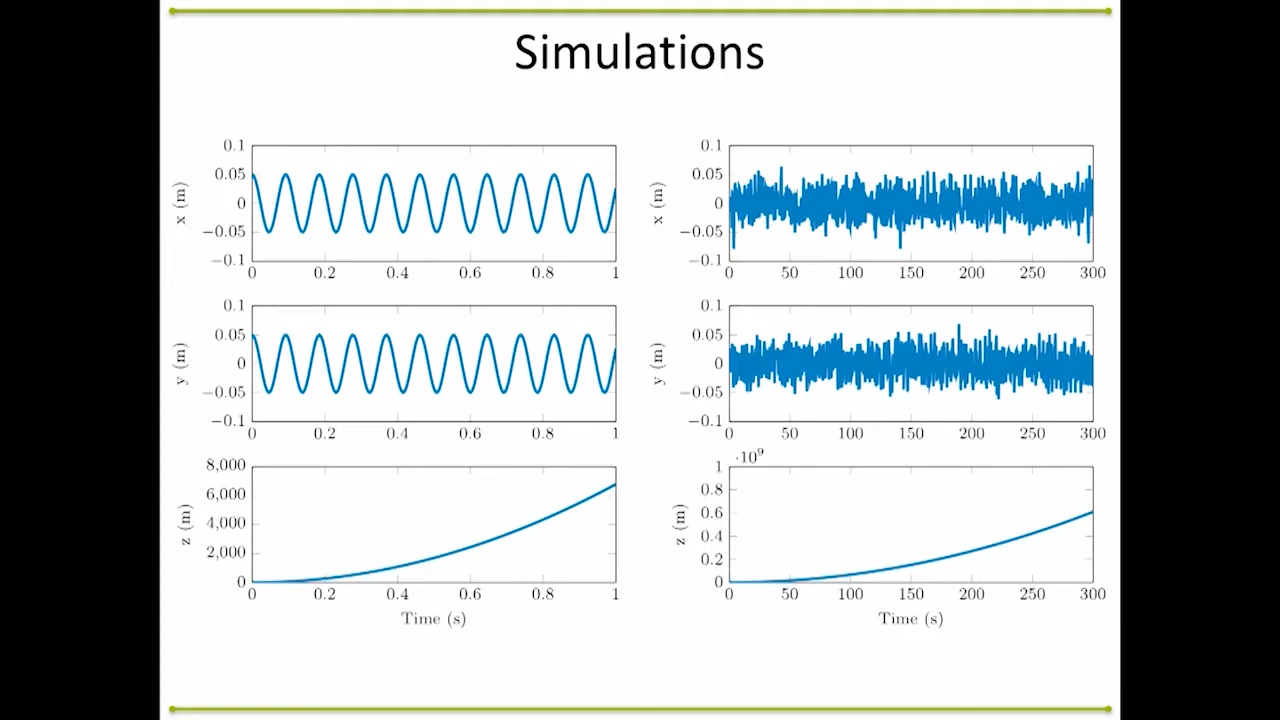 Simulations
0.1
0.05
0
−0.05
−0.1
x (m)
0 0.2 0.4 0.6 0.8 1
0.1
0.05
0
−0.05
−0.1
x (m)
0 50 100 150 200 250 300
0.1
0.05
0
−0.05
−0.1
y (m)
0 0.2 0.4 0.6 0.8 1
0.1
0.05
0
−0.05
−0.1
y (m)
0 50 100 150 200 250 300
8,000
6,000
4,000
2,000
0
z (m)
0 0.2 0.4 0.6 0.8 1
Time (s)
·10⁹
1
0.8
0.6
0.4
0.2
0
z (m)
0 50 100 150 200 250 300
Time (s)